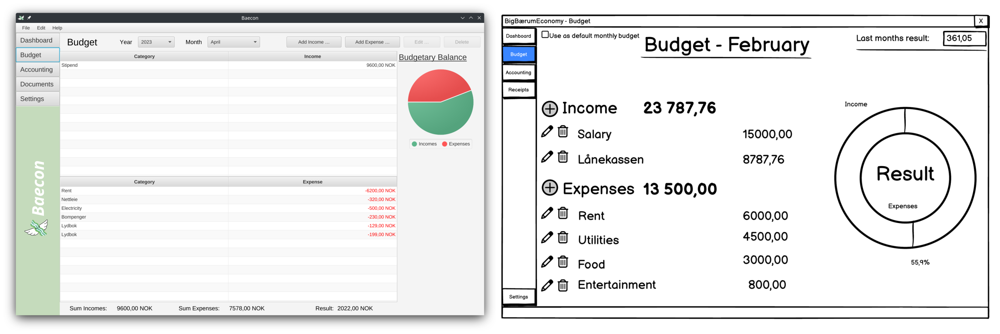 Baecon
File Edit Help
Dashboard
Budget
Accounting
Documents
Settings
Baecon
Budget Year 2023 Month April Add Income ... Add Expense ... Edit ... Delete
Category Income
Stipend 9600,00 NOK
Category Expense
Rent -6200,00 NOK
Nettleie -320,00 NOK
Electricity -500,00 NOK
Bompenger -230,00 NOK
Lydbok -129,00 NOK
Lydbok -199,00 NOK
Sum Incomes: 9600,00 NOK Sum Expenses: 7578,00 NOK Result: 2022,00 NOK
Budgetary Balance
Incomes Expenses
BigBærumEconomy - Budget X
Dashboard
Budget
Accounting
Receipts
Settings
Use as default monthly budget
Budget - February
Last months result: 361,05
Income 23 787,76
Salary 15000,00
Lånekassen 8787,76
Expenses 13 500,00
Rent 6000,00
Utilities 4500,00
Food 3000,00
Entertainment 800,00
Income
Result
Expenses
55,9%